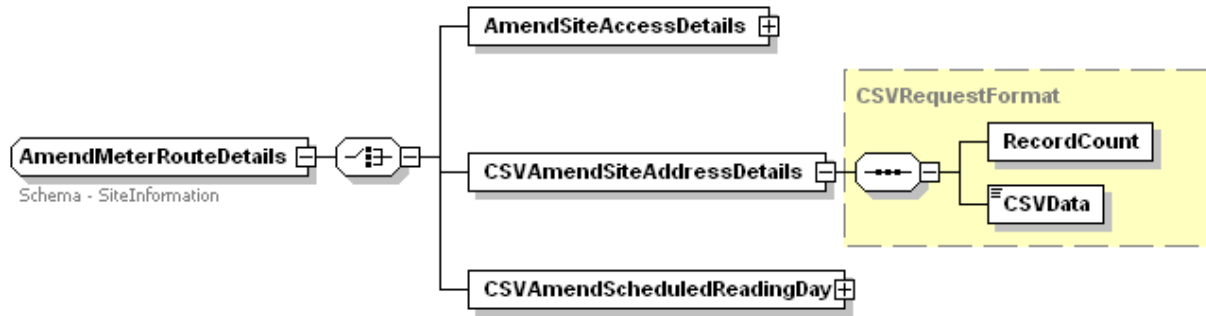 AmendSiteAccessDetails
CSVRequestFormat
AmendMeterRouteDetails
Schema - SiteInformation
CSVAmendSiteAddressDetails
RecordCount
CSVData
CSVAmendScheduledReadingDay